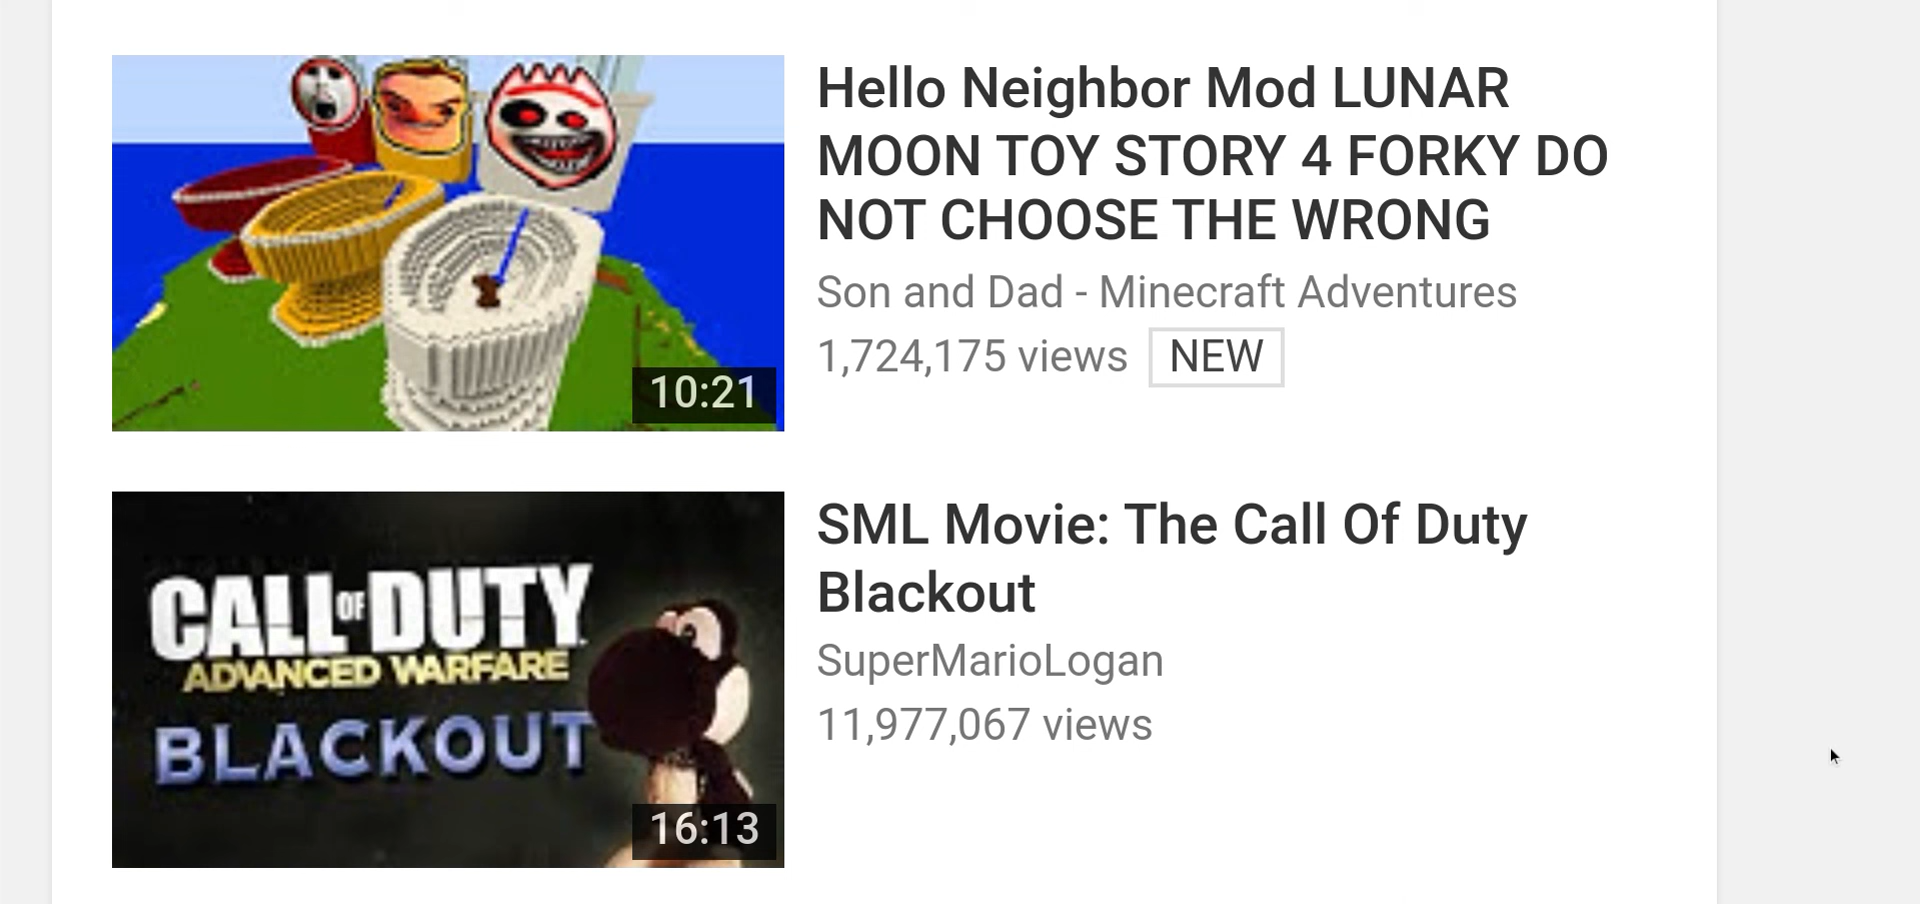 Hello Neighbor Mod LUNAR
MOON TOY STORY 4 FORKY DO
NOT CHOOSE THE WRONG
Son and Dad - Minecraft Adventures
1,724,175 views NEW
10:21
SML Movie: The Call Of Duty
Blackout
SuperMarioLogan
11,977,067 views
CALL OF DUTY
ADVANCED WARFARE
BLACKOUT
16:13